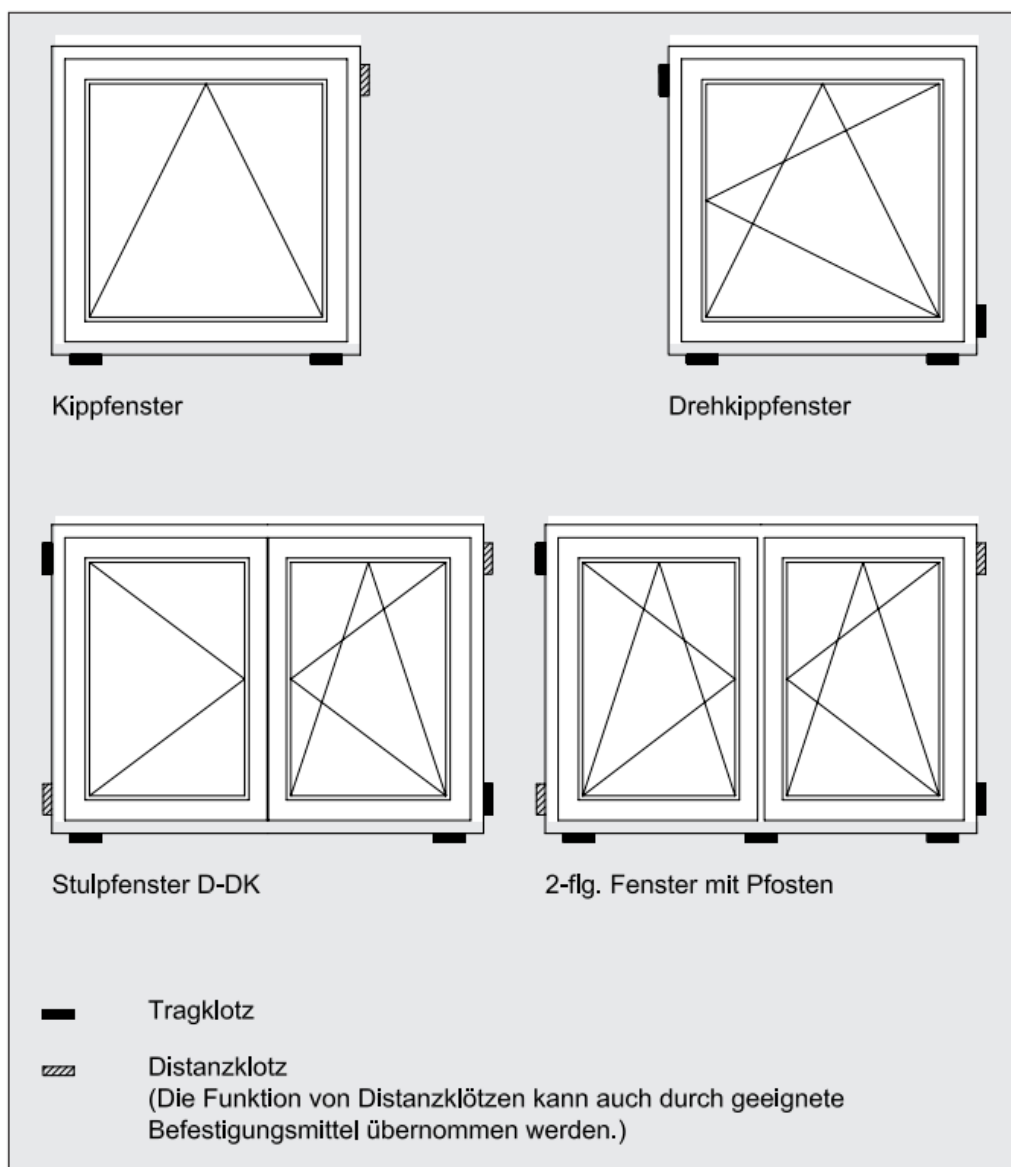 Kippfenster
Drehkippfenster
Stulpfenster D-DK
2-flg. Fenster mit Pfosten
Tragklotz
Distanzklotz
(Die Funktion von Distanzklötzen kann auch durch geeignete
Befestigungsmittel übernommen werden.)